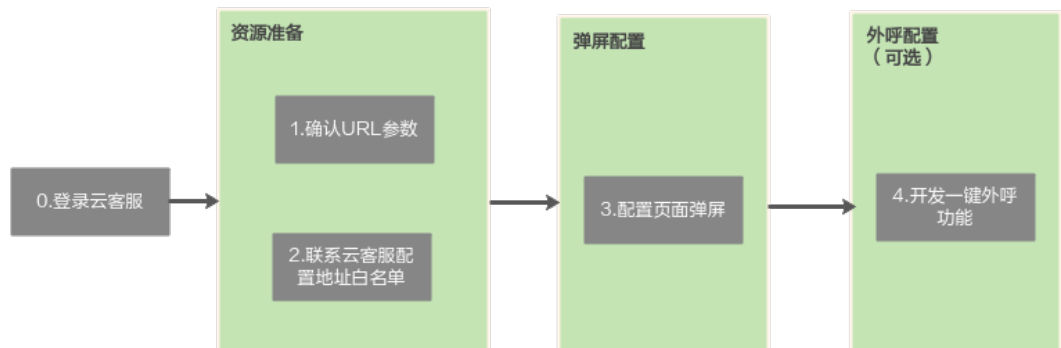 资源准备
弹屏配置
外呼配置
（可选）
0.登录云客服
1.确认URL参数
2.联系云客服配
置地址白名单
3.配置页面弹屏
4.开发一键外呼
功能